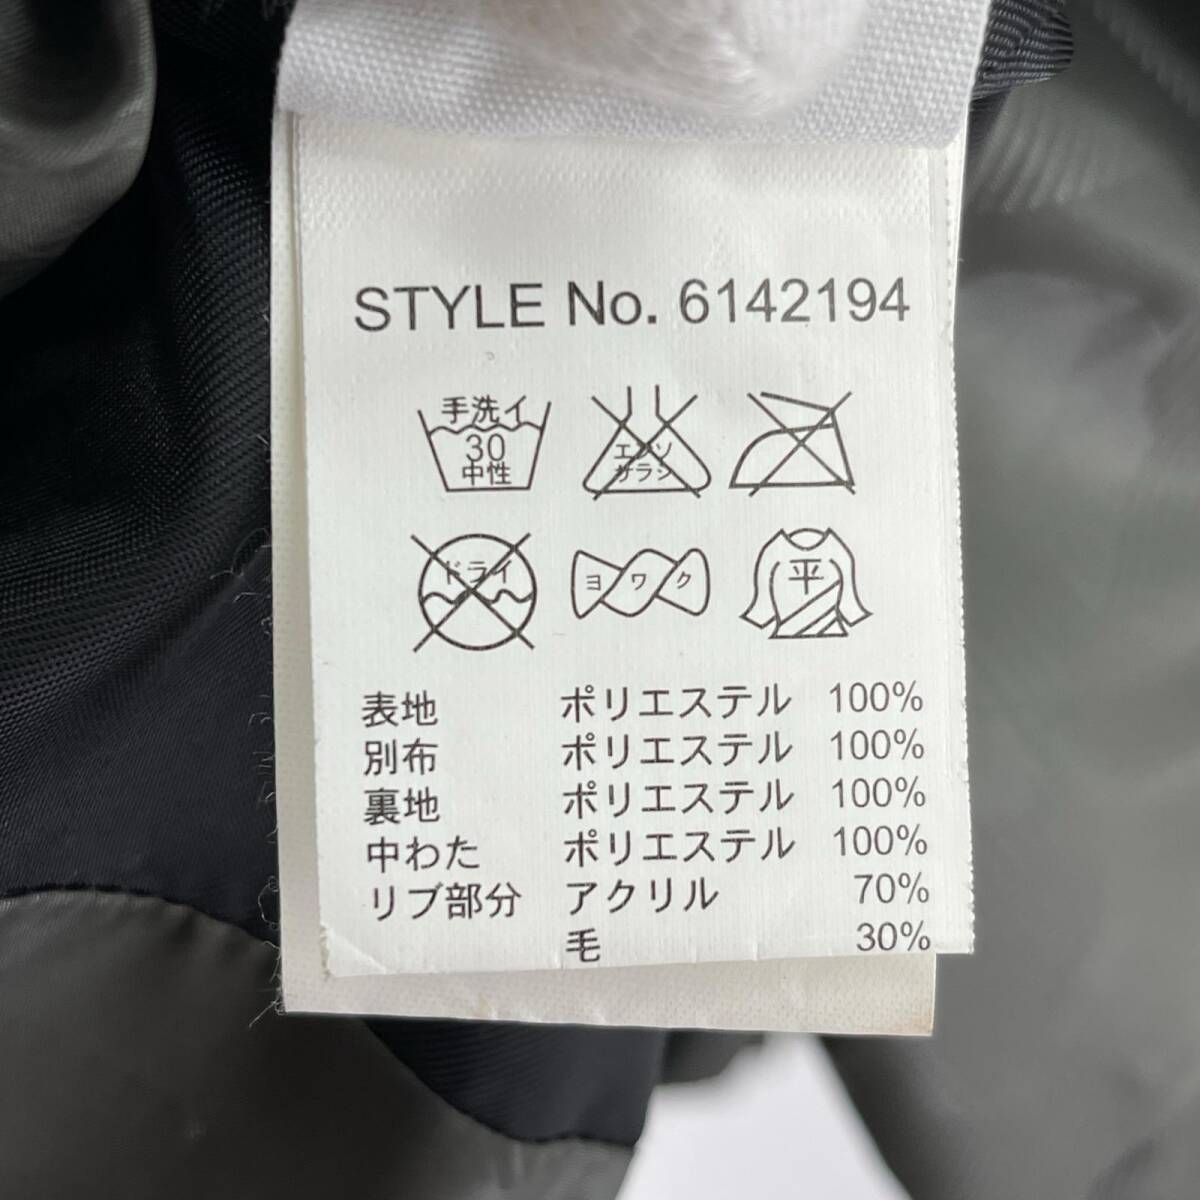 STYLE No. 6142194
手洗イ
30
中性
エンソ
サラシ
ドライ
ヨワク
平
表地 ポリエステル 100%
別布 ポリエステル 100%
裏地 ポリエステル 100%
中わた ポリエステル 100%
リブ部分 アクリル 70%
毛 30%